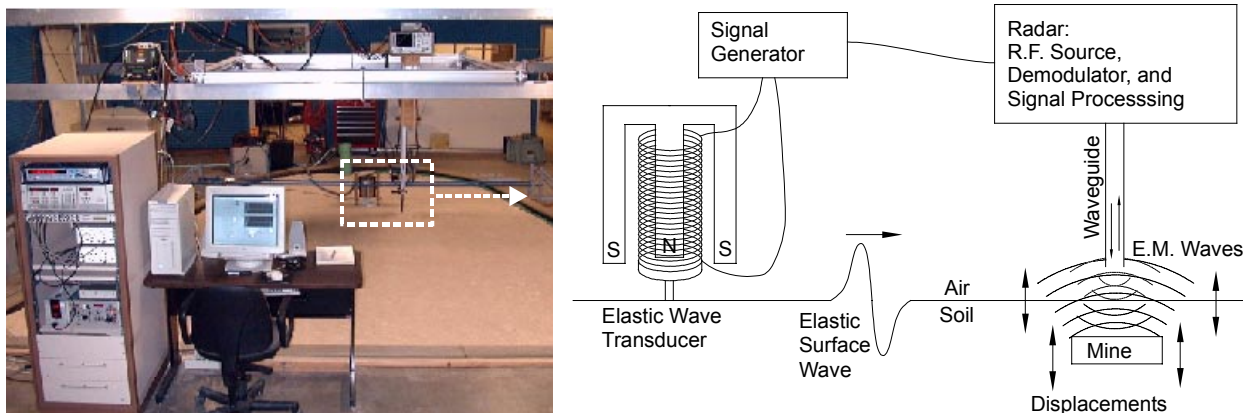 Signal
Generator
Radar:
R.F. Source,
Demodulator, and
Signal Processsing
Waveguide
S
N
S
E.M. Waves
Air
Soil
Elastic Wave
Transducer
Elastic
Surface
Wave
Mine
Displacements